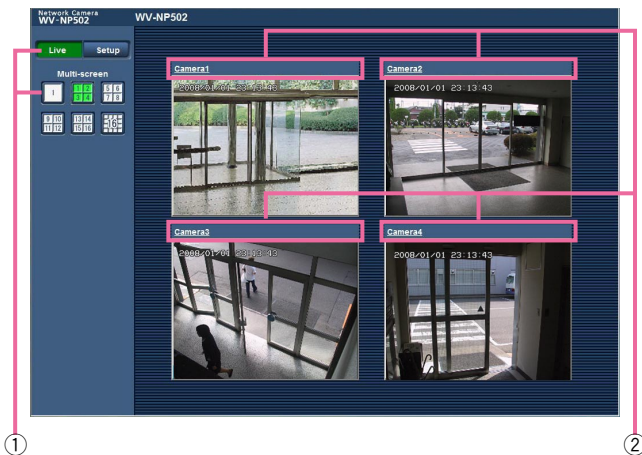 Network Camera
WV-NP502
WV-NP502
Live Setup
Multi-screen
1
1 2
3 4
5 6
7 8
9 10
11 12
13 14
15 16
16
Camera1
2008/01/01 23:13:43
Camera2
2008/01/01 23:13:43
Camera3
2008/01/01 23:13:43
Camera4
2008/01/01 23:13:43
①
②